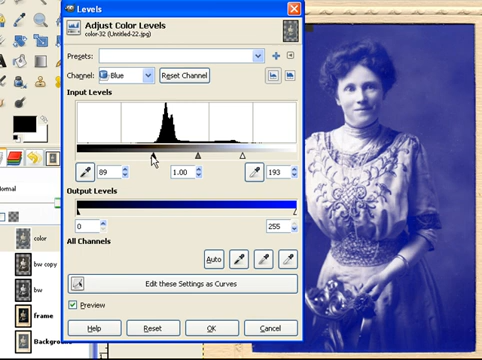 Levels
Adjust Color Levels
color-32 (Untitled-22.jpg)
Presets:
Channel: Blue Reset Channel
Input Levels
89 1.00 193
Output Levels
0 255
All Channels
Auto
Edit these Settings as Curves
Preview
Help Reset OK Cancel
Normal
color
bw copy
bw
frame
Background